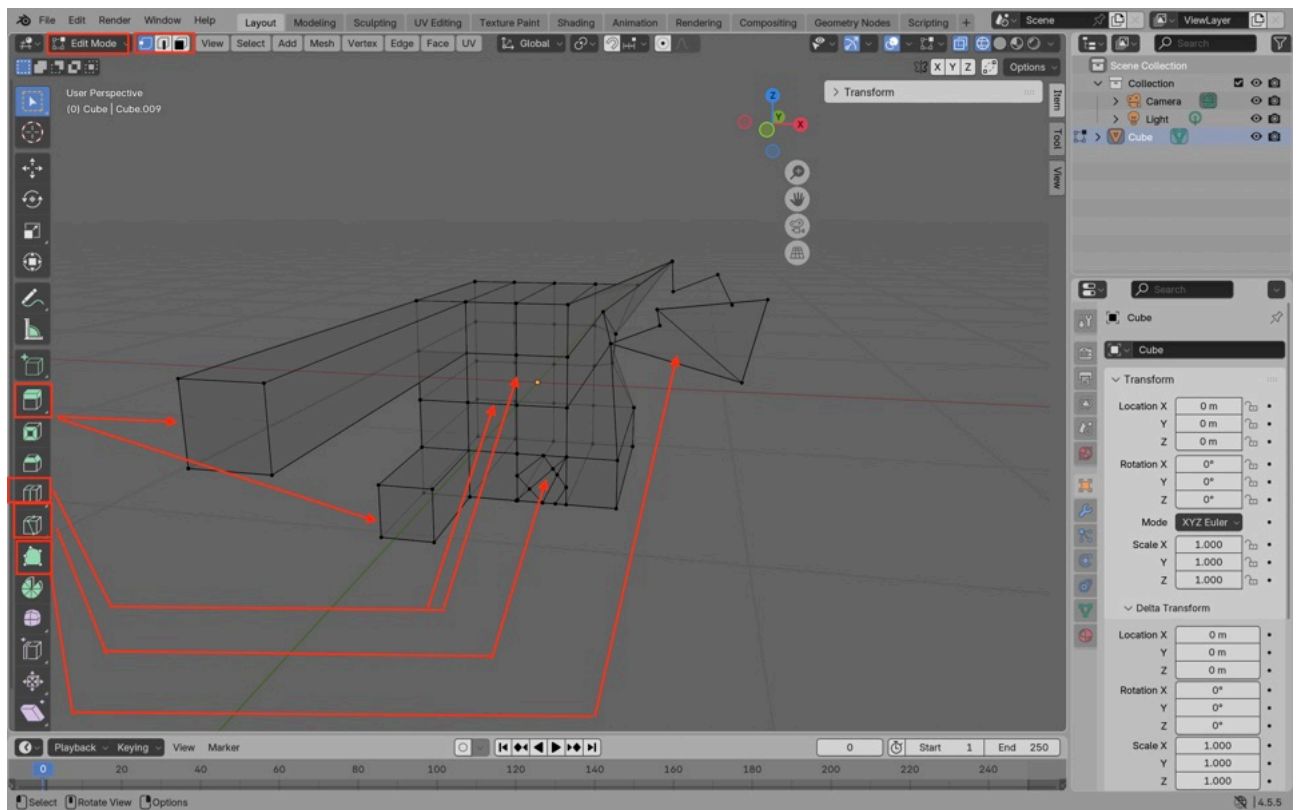 File Edit Render Window Help Layout Modeling Sculpting UV Editing Texture Paint Shading Animation Rendering Compositing Geometry Nodes Scripting + Scene ViewLayer
Edit Mode View Select Add Mesh Vertex Edge Face UV Global Search
X Y Z Options
User Perspective
(0) Cube | Cube.009
Z
Y
X
Transform
Item
Tool
View
Scene Collection
Collection
Camera
Light
Cube
Search
Cube
Cube
Transform
Location X 0 m
Y 0 m
Z 0 m
Rotation X 0°
Y 0°
Z 0°
Mode XYZ Euler
Scale X 1.000
Y 1.000
Z 1.000
Delta Transform
Location X 0 m
Y 0 m
Z 0 m
Rotation X 0°
Y 0°
Z 0°
Scale X 1.000
Y 1.000
Z 1.000
Playback Keying View Marker 0 Start 1 End 250
0 20 40 60 80 100 120 140 160 180 200 220 240
Select Rotate View Options 4.5.5